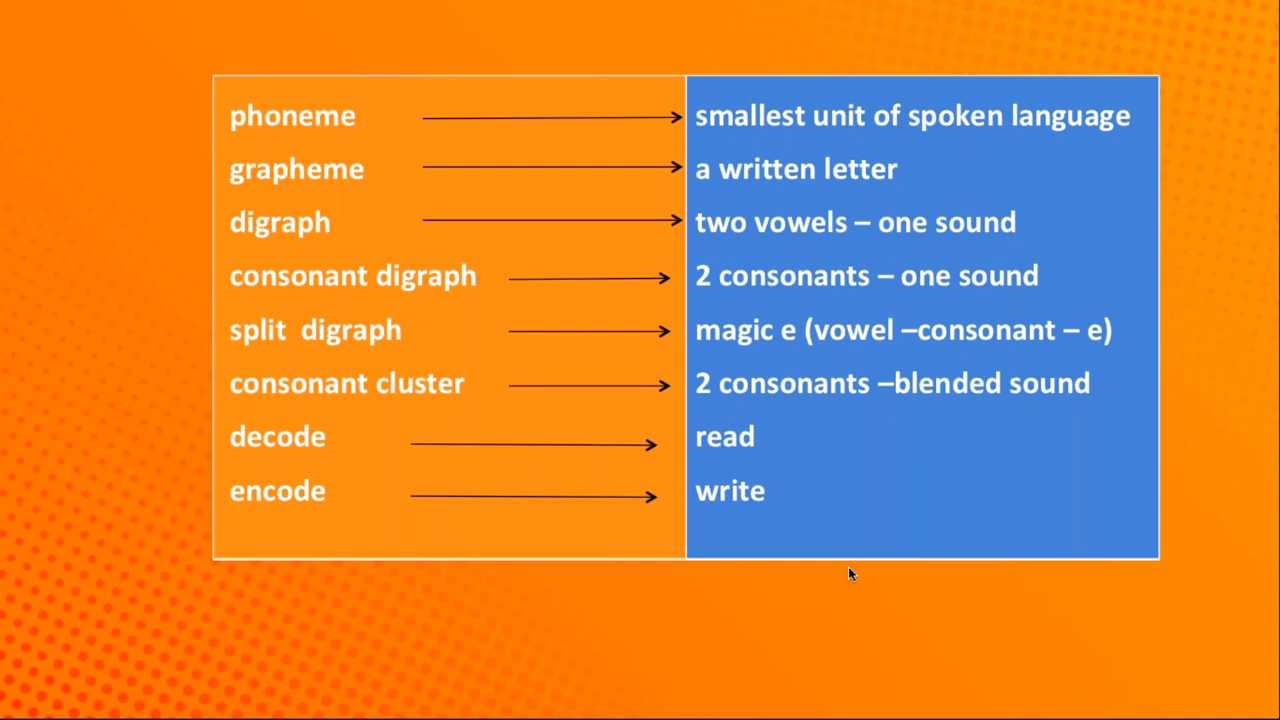 phoneme smallest unit of spoken language
grapheme a written letter
digraph two vowels – one sound
consonant digraph 2 consonants – one sound
split digraph magic e (vowel –consonant – e)
consonant cluster 2 consonants –blended sound
decode read
encode write